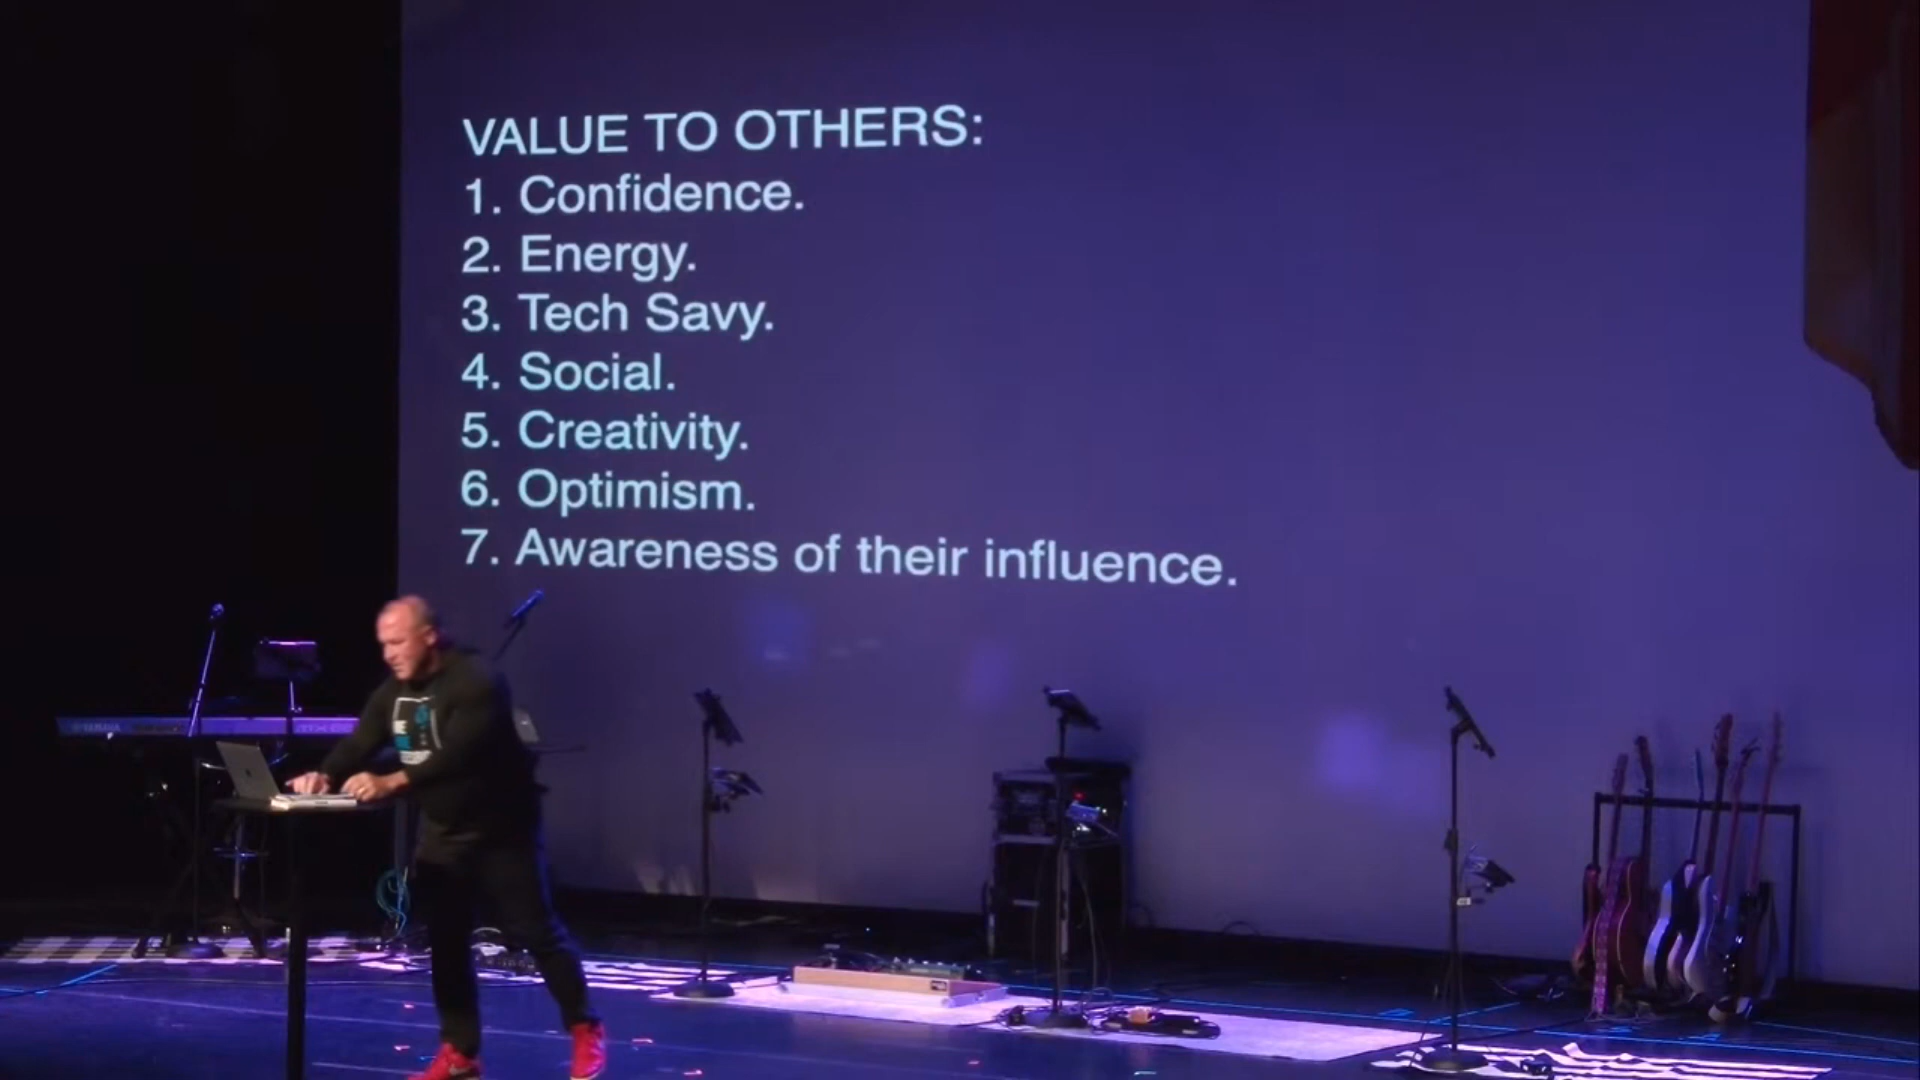 VALUE TO OTHERS:
1. Confidence.
2. Energy.
3. Tech Savy.
4. Social.
5. Creativity.
6. Optimism.
7. Awareness of their influence.
YAMAHA